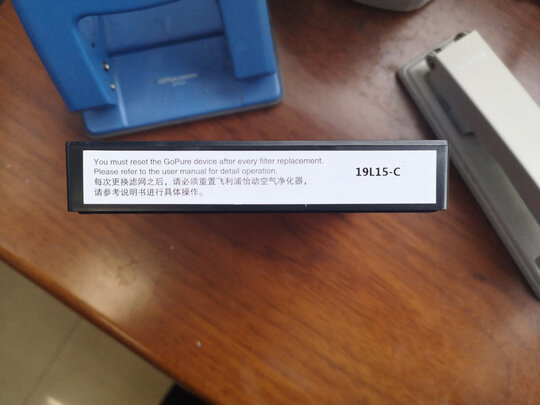 You must reset the GoPure device after every filter replacement.
Please refer to the user manual for detail operation.
每次更换滤网之后，请必须重置飞利浦怡动空气净化器，
请参考说明书进行具体操作。
19L15-C